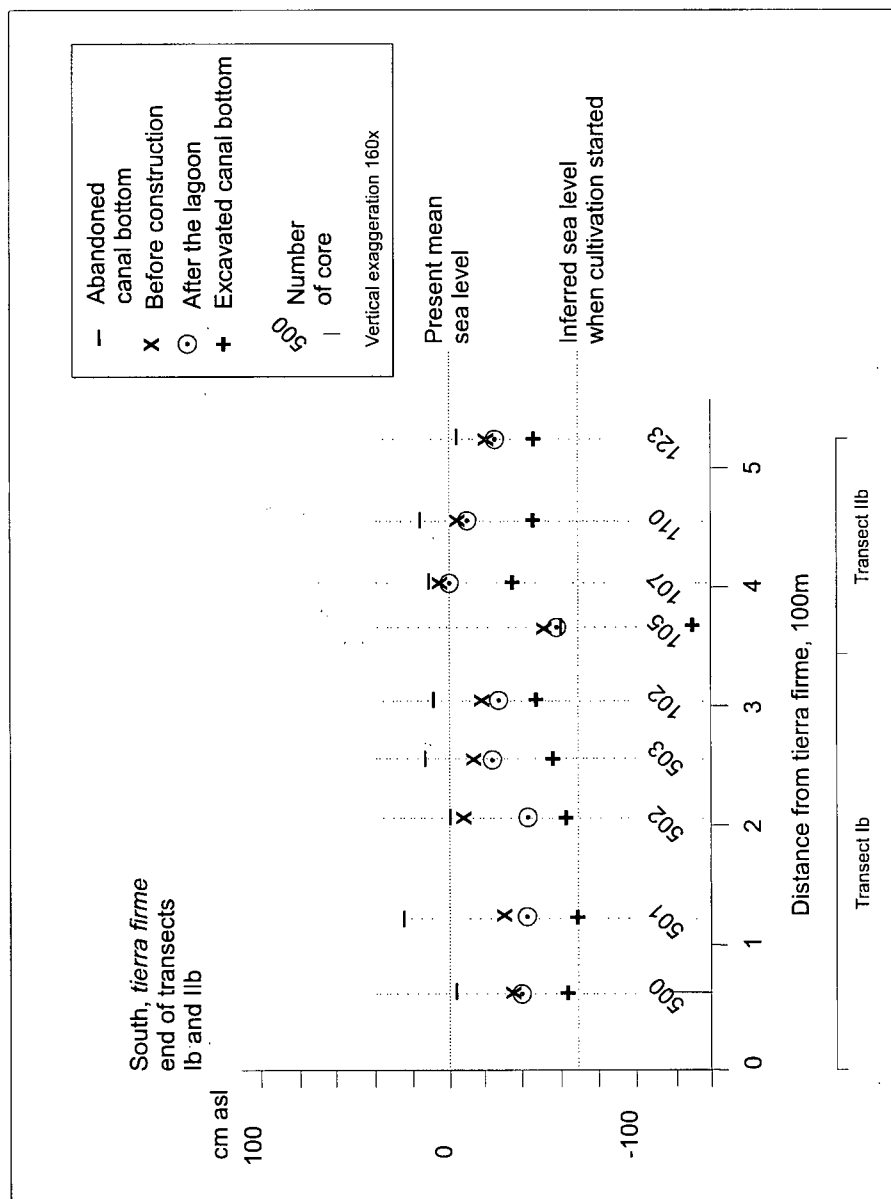 South, tierra firme
end of transects
Ib and IIb
Abandoned
canal bottom
Before construction
After the lagoon
Excavated canal bottom
500 Number
of core
Vertical exaggeration 160x
cm asl
100
0
-100
Present mean
sea level
Inferred sea level
when cultivation started
500 501 502 503 102 105 107 110 123
0 1 2 3 4 5
Distance from tierra firme, 100m
Transect Ib
Transect IIb